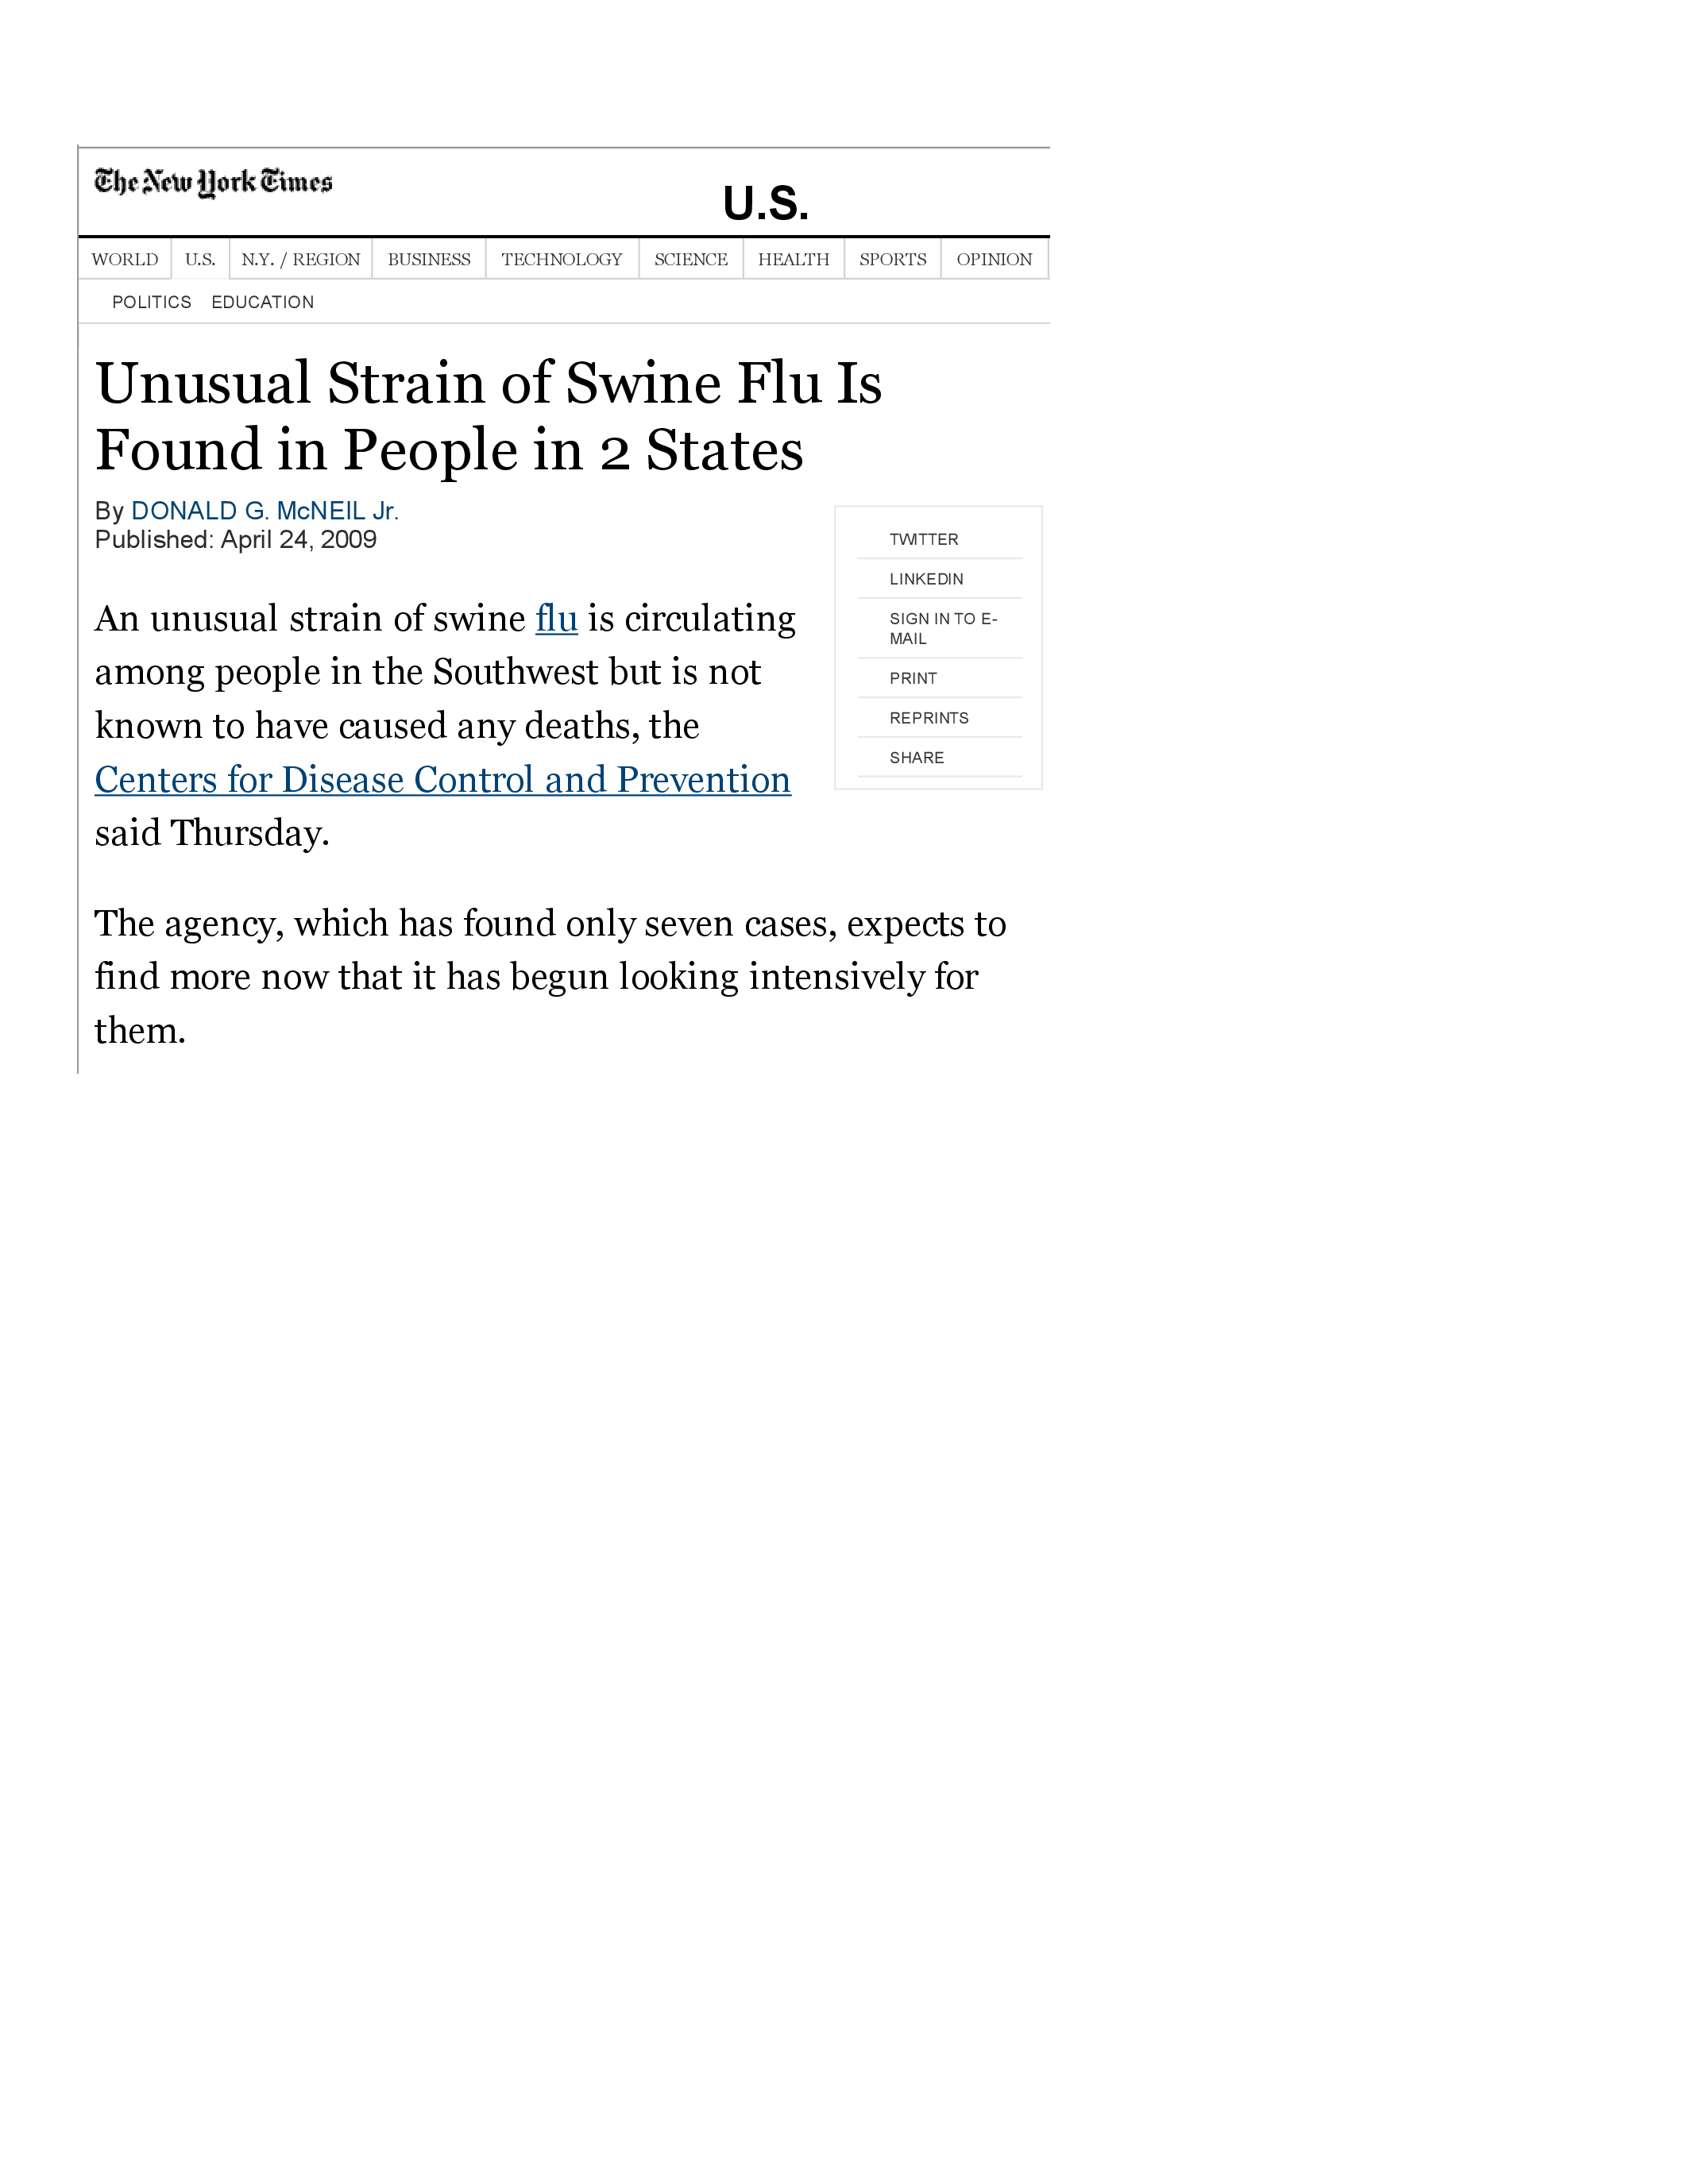 The New York Times
U.S.
WORLD U.S. N.Y. / REGION BUSINESS TECHNOLOGY SCIENCE HEALTH SPORTS OPINION
POLITICS EDUCATION
Unusual Strain of Swine Flu Is
Found in People in 2 States
By DONALD G. McNEIL Jr.
Published: April 24, 2009
An unusual strain of swine flu is circulating
among people in the Southwest but is not
known to have caused any deaths, the
Centers for Disease Control and Prevention
said Thursday.
TWITTER
LINKEDIN
SIGN IN TO E-
MAIL
PRINT
REPRINTS
SHARE
The agency, which has found only seven cases, expects to
find more now that it has begun looking intensively for
them.